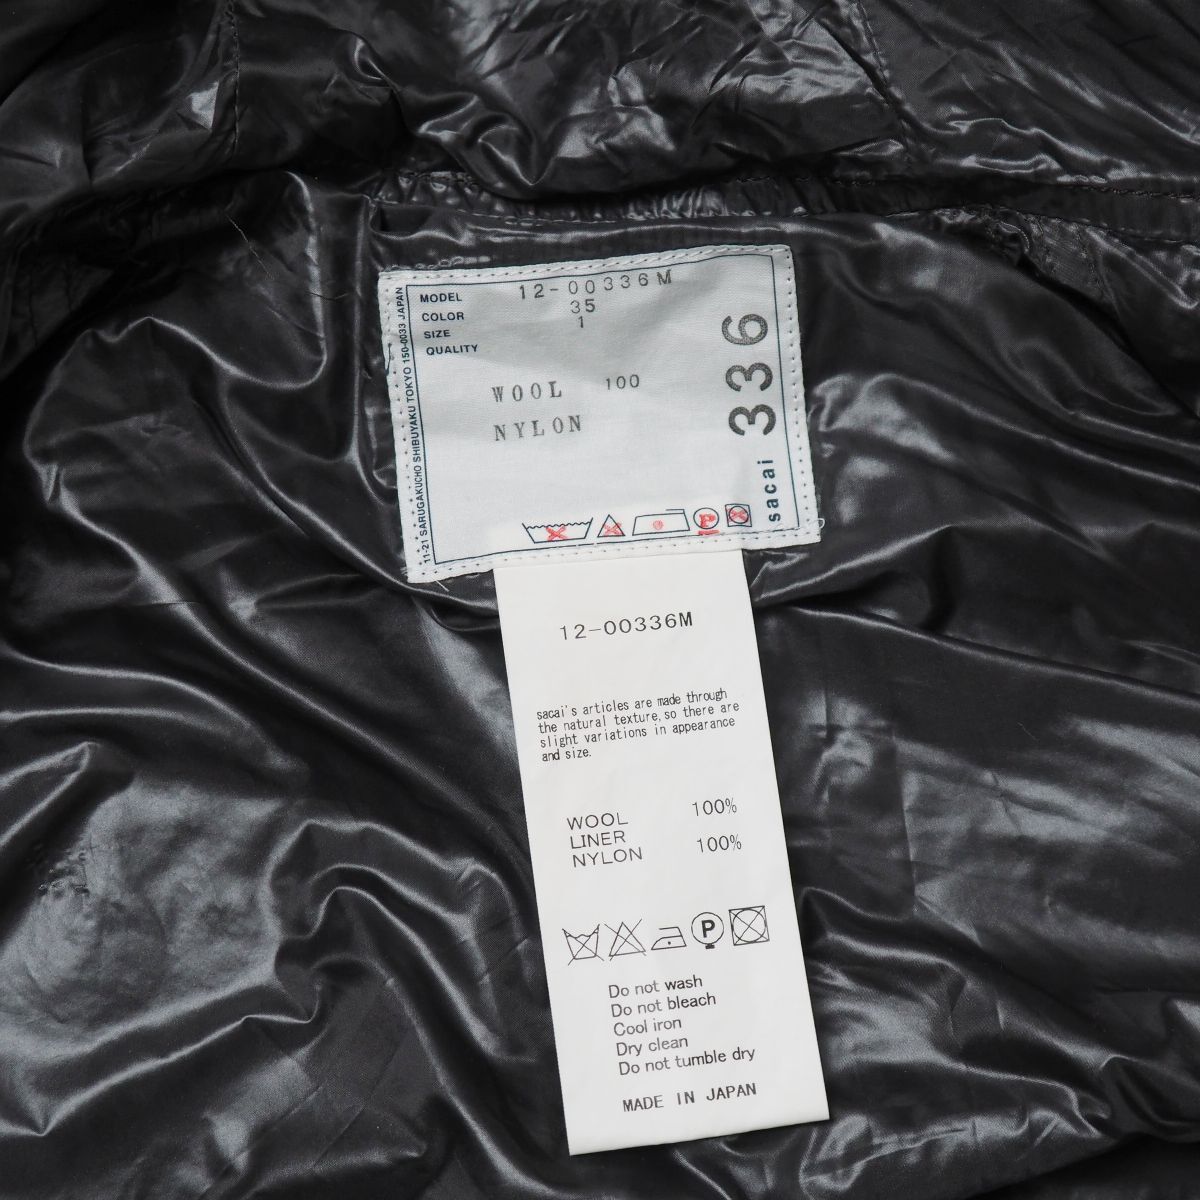 MODEL 12-00336M
COLOR 35
SIZE 1
QUALITY
WOOL 100
NYLON
336
sacai
11-21 SARUGAKUCHO SHIBUYAKU TOKYO 150-0033 JAPAN
P
12-00336M
sacai's articles are made through
the natural texture,so there are
slight variations in appearance
and size.
WOOL 100%
LINER
NYLON 100%
P
Do not wash
Do not bleach
Cool iron
Dry clean
Do not tumble dry
MADE IN JAPAN